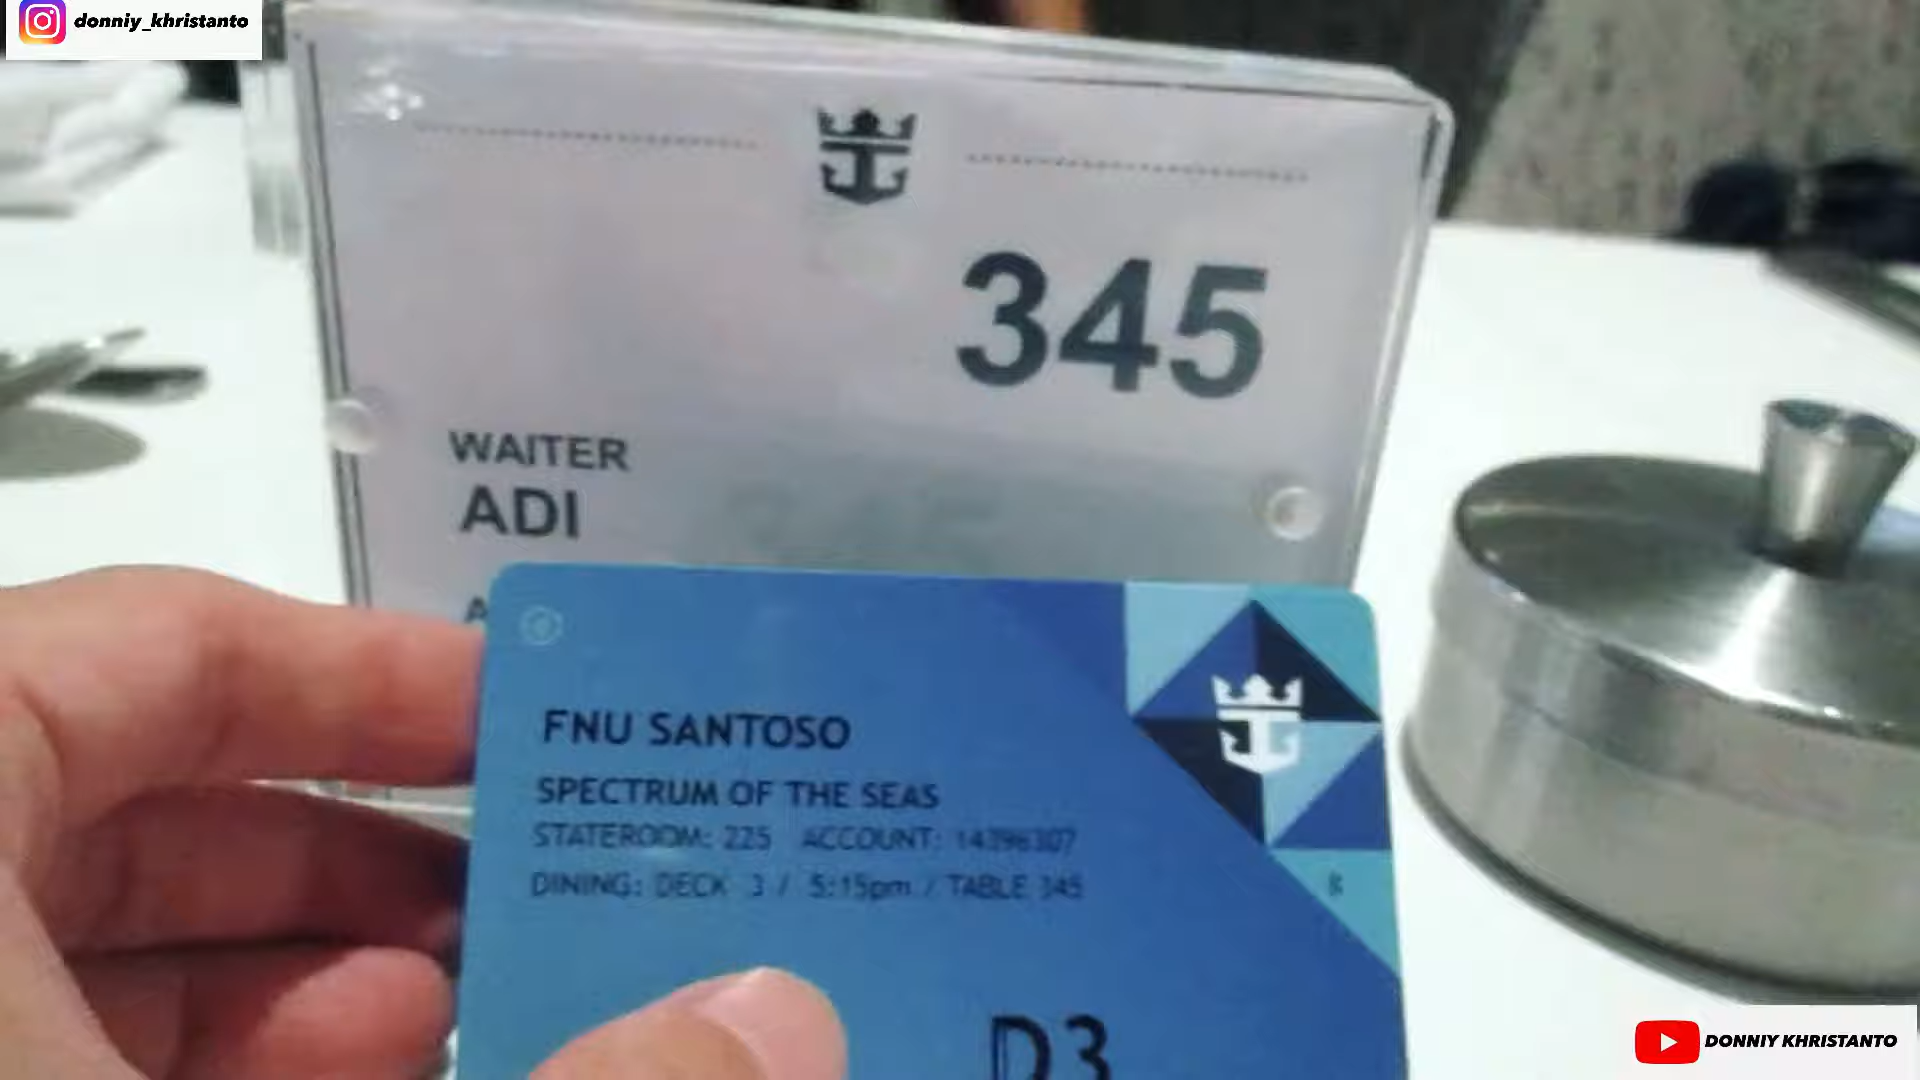 donniy_khristanto
345
WAITER
ADI
FNU SANTOSO
SPECTRUM OF THE SEAS
STATEROOM: 225 ACCOUNT: 14396307
DINING: DECK 3 / 5:15pm / TABLE 345
D3
DONNIY KHRISTANTO